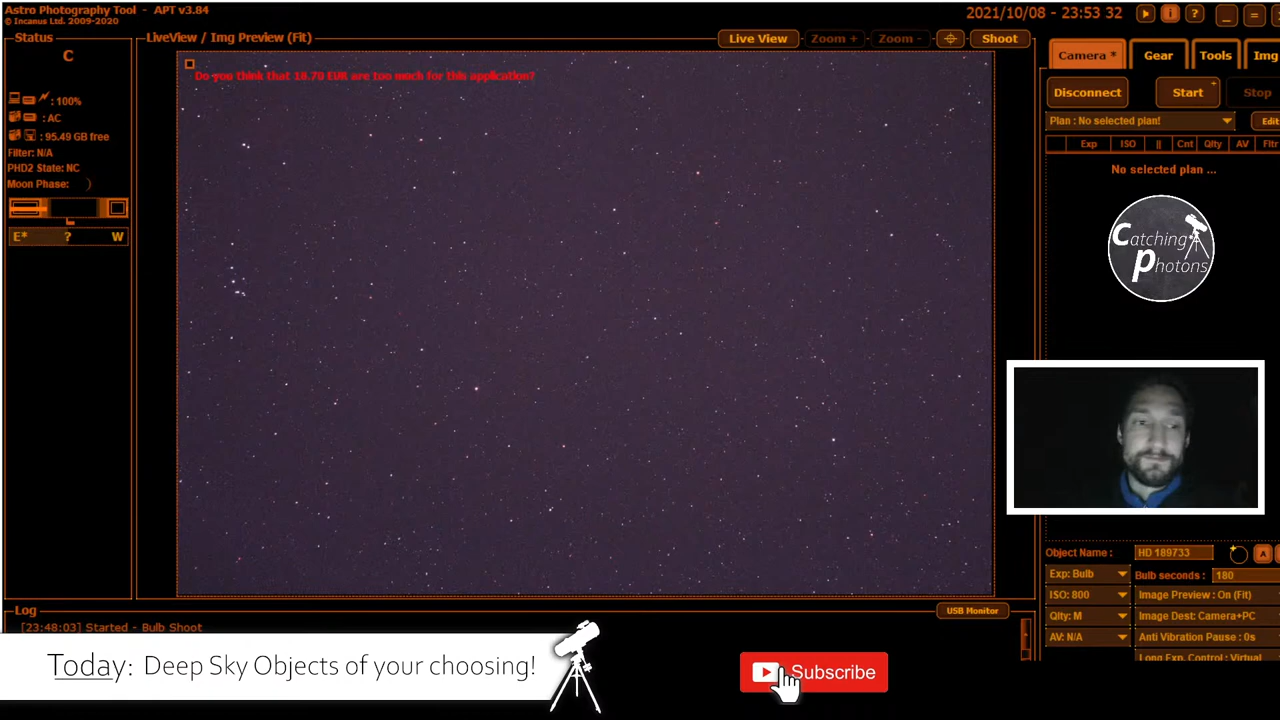 Astro Photography Tool - APT v3.84
© Incanus Ltd. 2009-2020
2021/10/08 - 23:53 32
i
?
Status
C
: 100%
: AC
: 95.49 GB free
Filter: N/A
PHD2 State: NC
Moon Phase: )
E* ? W
LiveView / Img Preview (Fit)
Live View
Zoom +
Zoom -
Shoot
Do you think that 18.70 EUR are too much for this application?
Camera *
Gear
Tools
Img
Disconnect
Start
Stop
Plan : No selected plan!
Edit
Exp ISO || Cnt Qlty AV Fltr
No selected plan ...
Catching
Photons
Object Name : HD 189733
A
Exp: Bulb
Bulb seconds : 180
ISO: 800
Image Preview : On (Fit)
Qlty: M
Image Dest: Camera+PC
AV: N/A
Anti Vibration Pause : 0s
Long Exp. Control : Virtual
Log
USB Monitor
[23:48:03] Started - Bulb Shoot
Today: Deep Sky Objects of your choosing!
Subscribe